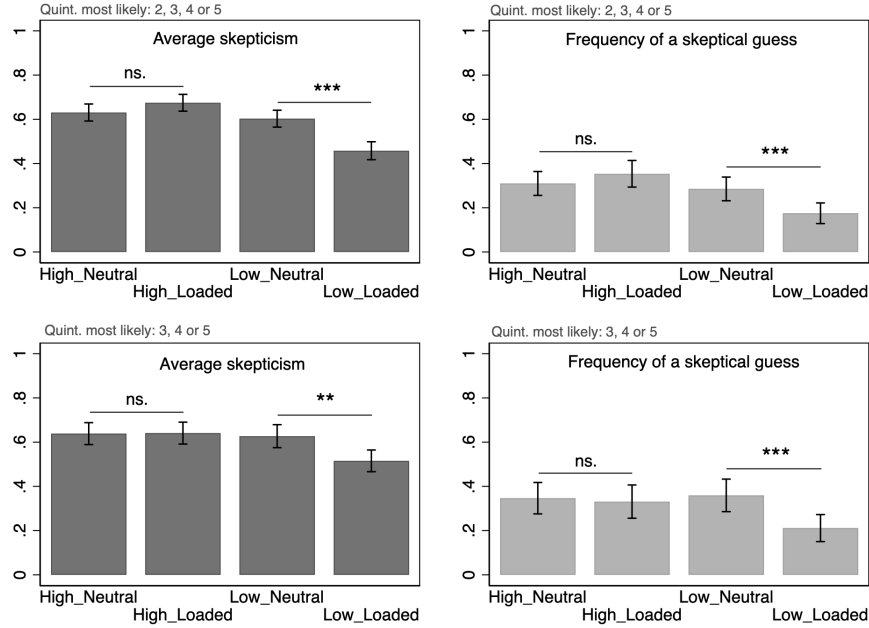 Quint. most likely: 2, 3, 4 or 5
Average skepticism
1
.8
.6
.4
.2
0
ns.
***
High_Neutral
High_Loaded
Low_Neutral
Low_Loaded
Quint. most likely: 2, 3, 4 or 5
Frequency of a skeptical guess
1
.8
.6
.4
.2
0
ns.
***
High_Neutral
High_Loaded
Low_Neutral
Low_Loaded
Quint. most likely: 3, 4 or 5
Average skepticism
1
.8
.6
.4
.2
0
ns.
**
High_Neutral
High_Loaded
Low_Neutral
Low_Loaded
Quint. most likely: 3, 4 or 5
Frequency of a skeptical guess
1
.8
.6
.4
.2
0
ns.
***
High_Neutral
High_Loaded
Low_Neutral
Low_Loaded